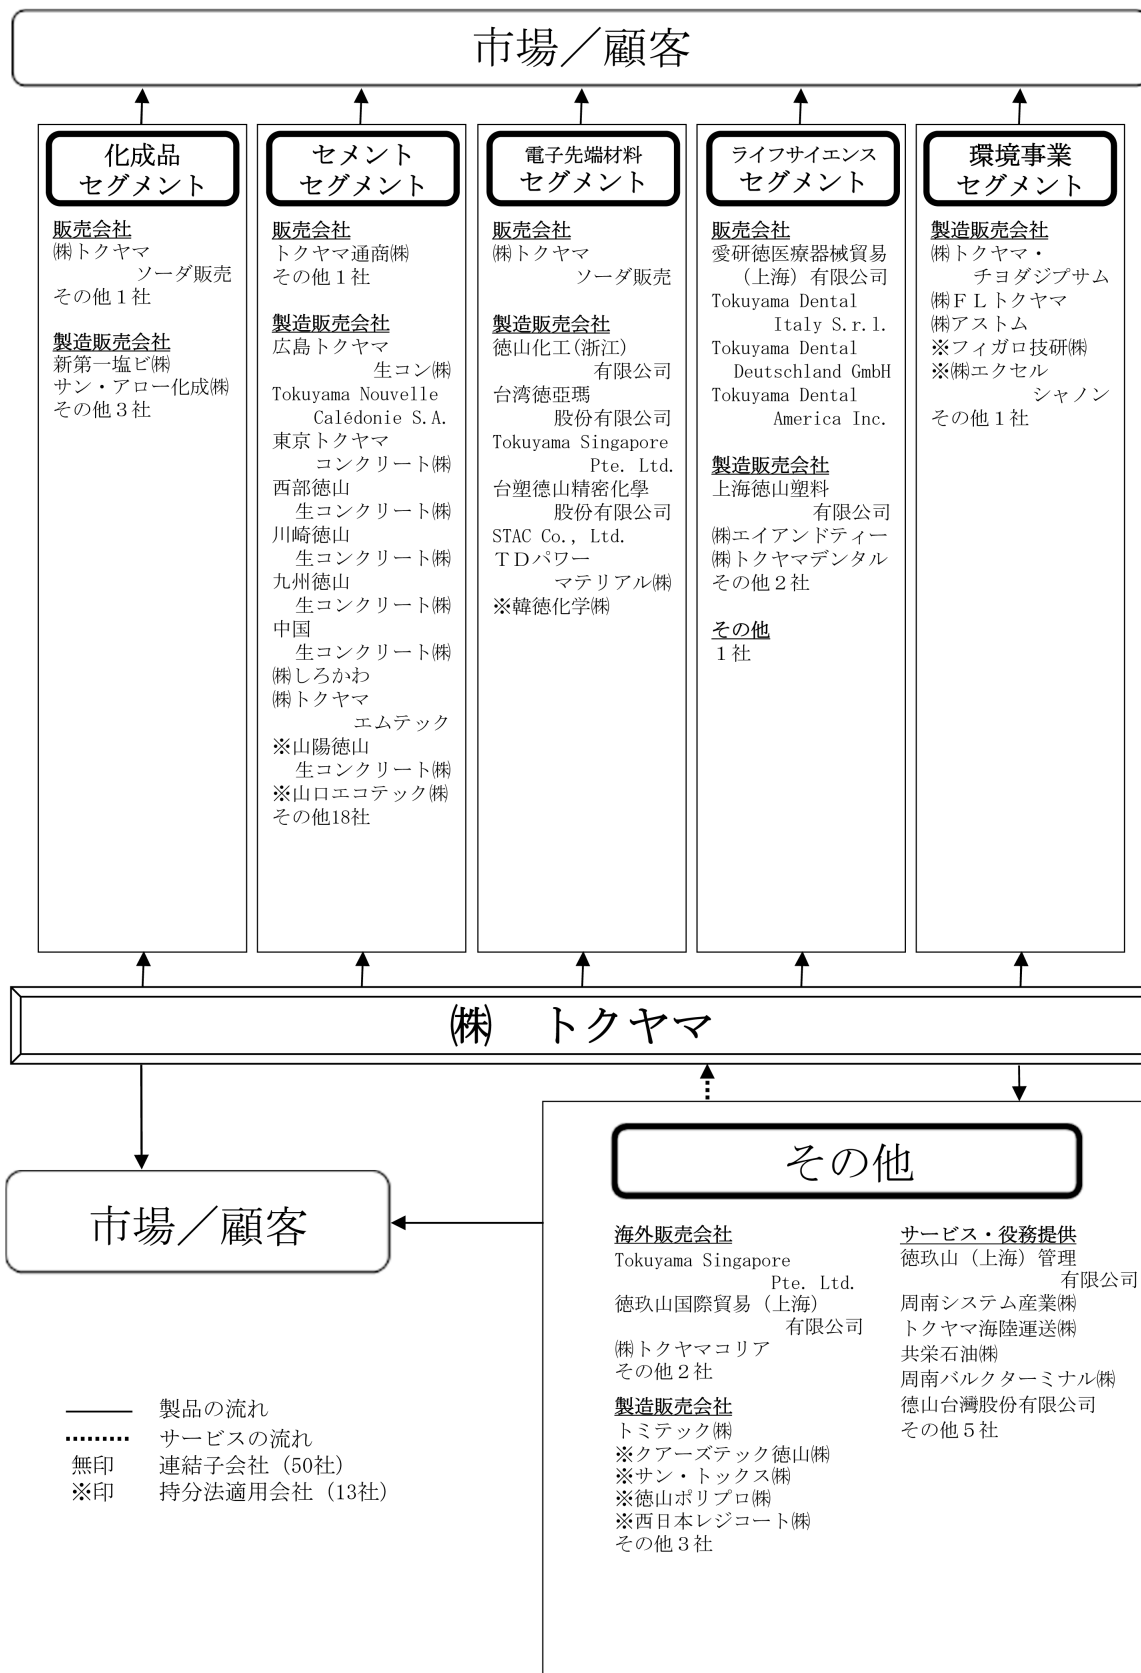 市場／顧客
化成品
セグメント
販売会社
㈱トクヤマ
ソーダ販売
その他１社
製造販売会社
新第一塩ビ㈱
サン・アロー化成㈱
その他３社
セメント
セグメント
販売会社
トクヤマ通商㈱
その他１社
製造販売会社
広島トクヤマ
生コン㈱
Tokuyama Nouvelle
Calédonie S.A.
東京トクヤマ
コンクリート㈱
西部徳山
生コンクリート㈱
川崎徳山
生コンクリート㈱
九州徳山
生コンクリート㈱
中国
生コンクリート㈱
㈱しろかわ
㈱トクヤマ
エムテック
※山陽徳山
生コンクリート㈱
※山口エコテック㈱
その他18社
電子先端材料
セグメント
販売会社
㈱トクヤマ
ソーダ販売
製造販売会社
徳山化工(浙江)
有限公司
台湾徳亞瑪
股份有限公司
Tokuyama Singapore
Pte. Ltd.
台塑德山精密化學
股份有限公司
STAC Co., Ltd.
ＴＤパワー
マテリアル㈱
※韓徳化学㈱
ライフサイエンス
セグメント
販売会社
愛研徳医療器械貿易
（上海）有限公司
Tokuyama Dental
Italy S.r.l.
Tokuyama Dental
Deutschland GmbH
Tokuyama Dental
America Inc.
製造販売会社
上海徳山塑料
有限公司
㈱エイアンドティー
㈱トクヤマデンタル
その他２社
その他
１社
環境事業
セグメント
製造販売会社
㈱トクヤマ・
チヨダジプサム
㈱ＦＬトクヤマ
㈱アストム
※フィガロ技研㈱
※㈱エクセル
シャノン
その他１社
㈱　トクヤマ
市場／顧客
その他
海外販売会社
Tokuyama Singapore
Pte. Ltd.
徳玖山国際貿易（上海）
有限公司
㈱トクヤマコリア
その他２社
製造販売会社
トミテック㈱
※クアーズテック徳山㈱
※サン・トックス㈱
※徳山ポリプロ㈱
※西日本レジコート㈱
その他３社
サービス・役務提供
徳玖山（上海）管理
有限公司
周南システム産業㈱
トクヤマ海陸運送㈱
共栄石油㈱
周南バルクターミナル㈱
德山台灣股份有限公司
その他５社
製品の流れ
サービスの流れ
無印　連結子会社（50社）
※印　持分法適用会社（13社）